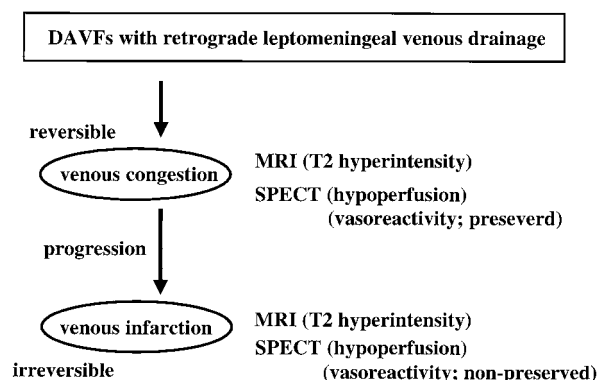 DAVFs with retrograde leptomeningeal venous drainage
reversible
venous congestion
MRI (T2 hyperintensity)
SPECT (hypoperfusion)
(vasoreactivity; preseverd)
progression
venous infarction
MRI (T2 hyperintensity)
SPECT (hypoperfusion)
irreversible
(vasoreactivity; non-preserved)